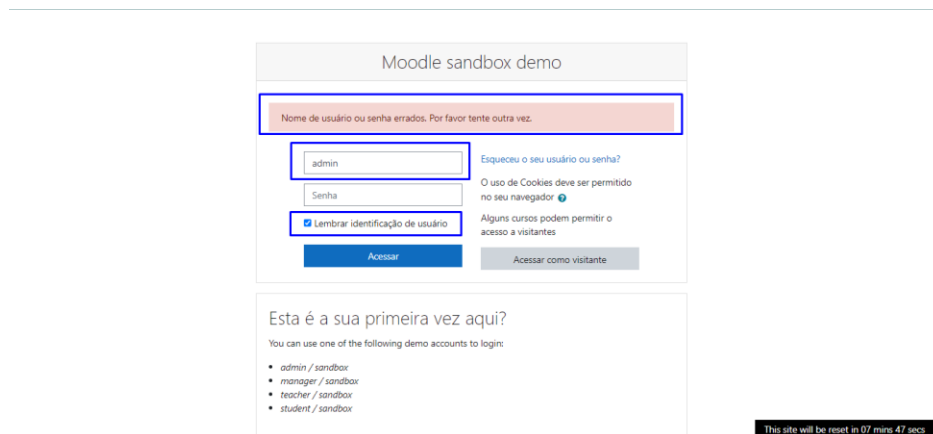 Moodle sandbox demo
Nome de usuário ou senha errados. Por favor tente outra vez.
admin
Senha
Lembrar identificação de usuário
Acessar
Esqueceu o seu usuário ou senha?
O uso de Cookies deve ser permitido
no seu navegador
Alguns cursos podem permitir o
acesso a visitantes
Acessar como visitante
Esta é a sua primeira vez aqui?
You can use one of the following demo accounts to login:
admin / sandbox
manager / sandbox
teacher / sandbox
student / sandbox
This site will be reset in 07 mins 47 secs